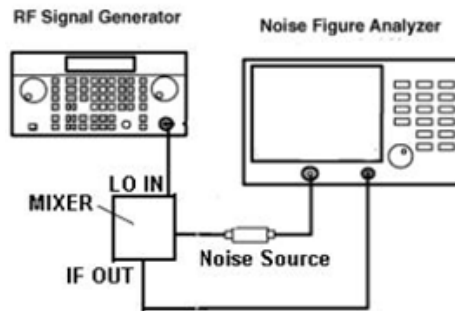 RF Signal Generator
Noise Figure Analyzer
LO IN
MIXER
Noise Source
IF OUT